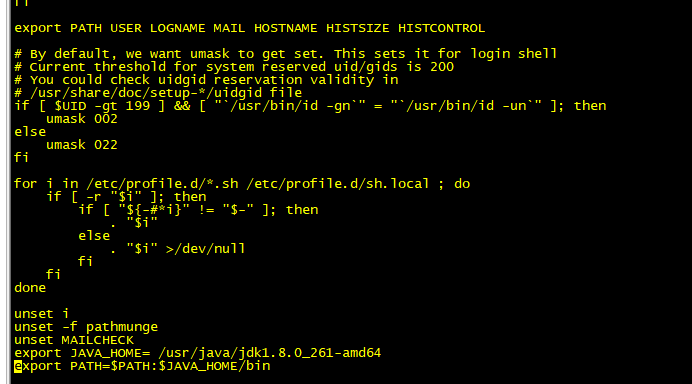 fi
export PATH USER LOGNAME MAIL HOSTNAME HISTSIZE HISTCONTROL
# By default, we want umask to get set. This sets it for login shell
# Current threshold for system reserved uid/gids is 200
# You could check uidgid reservation validity in
# /usr/share/doc/setup-*/uidgid file
if [ $UID -gt 199 ] && [ "`/usr/bin/id -gn`" = "`/usr/bin/id -un`" ]; then
    umask 002
else
    umask 022
fi
for i in /etc/profile.d/*.sh /etc/profile.d/sh.local ; do
    if [ -r "$i" ]; then
        if [ "${-#*i}" != "$-" ]; then
            . "$i"
        else
            . "$i" >/dev/null
        fi
    fi
done
unset i
unset -f pathmunge
unset MAILCHECK
export JAVA_HOME= /usr/java/jdk1.8.0_261-amd64
export PATH=$PATH:$JAVA_HOME/bin